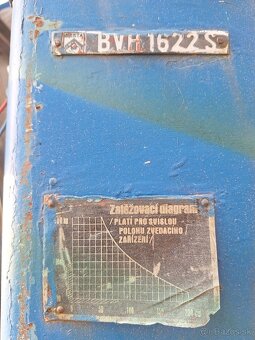 BVH 1622 S
Zatěžovací diagram
/PLATÍ PRO SVISLOU
POLOHU ZVEDACÍHO
ZAŘÍZENÍ/